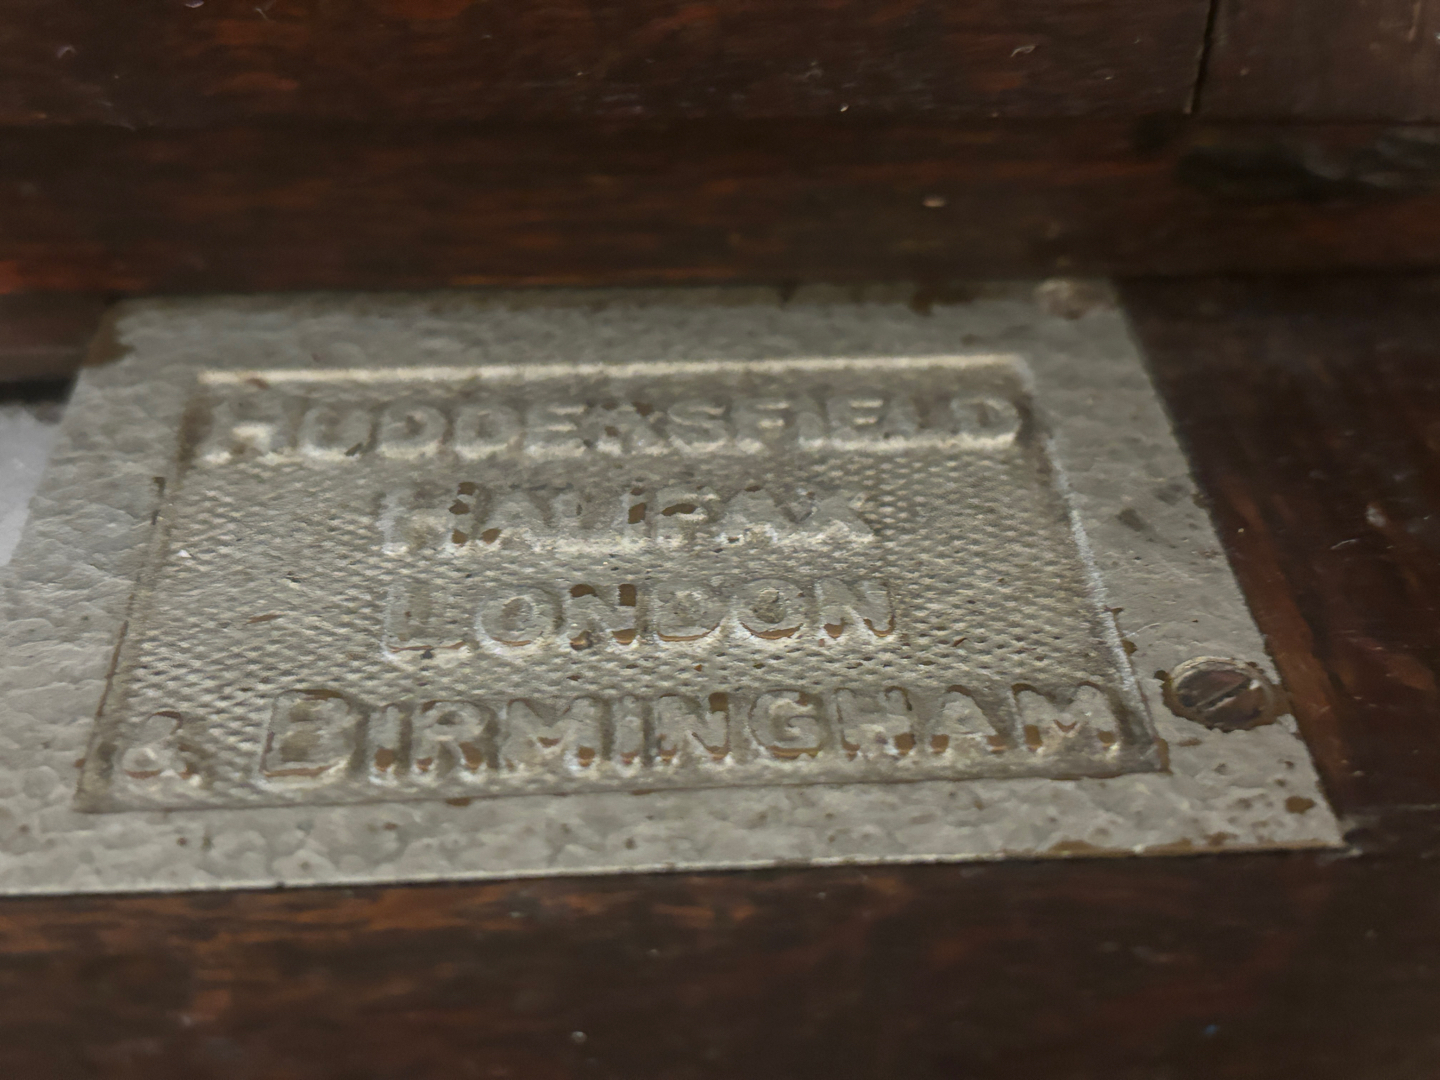 HUDDERSFIELD
HALIFAX
LONDON
& BIRMINGHAM